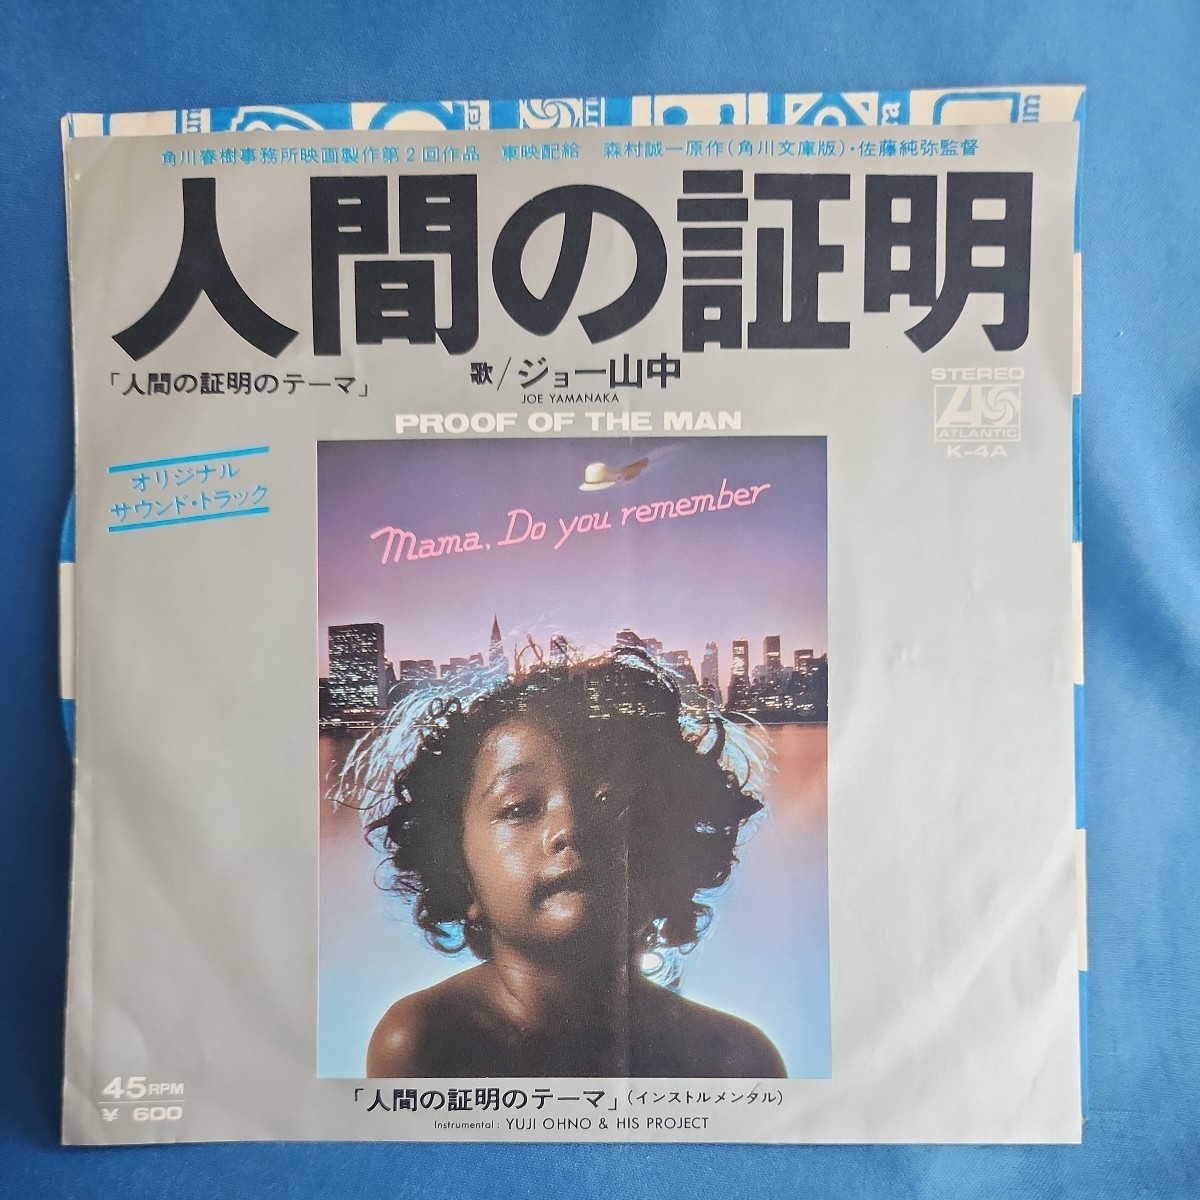 角川春樹事務所映画製作第2回作品　東映配給　森村誠一原作(角川文庫版)・佐藤純弥監督
人間の証明
「人間の証明のテーマ」
歌/ジョー山中
JOE YAMANAKA
PROOF OF THE MAN
STEREO
ATLANTIC
K-4A
オリジナル
サウンド・トラック
Mama, Do you remember
45RPM
¥ 600
「人間の証明のテーマ」(インストルメンタル)
Instrumental: YUJI OHNO & HIS PROJECT